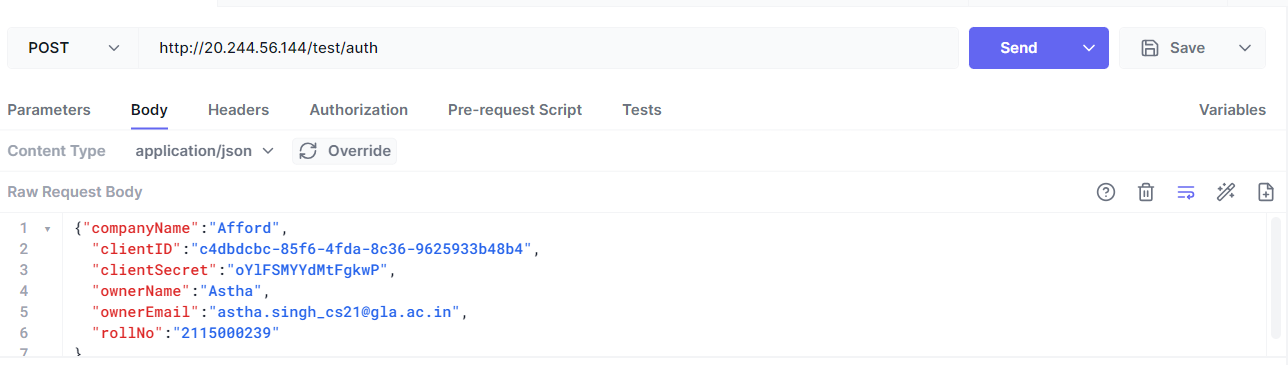 POST http://20.244.56.144/test/auth Send Save
Parameters Body Headers Authorization Pre-request Script Tests Variables
Content Type application/json Override
Raw Request Body
1 {"companyName":"Afford",
2 "clientID":"c4dbdcbc-85f6-4fda-8c36-9625933b48b4",
3 "clientSecret":"oYlFSMYYdMtFgkwP",
4 "ownerName":"Astha",
5 "ownerEmail":"astha.singh_cs21@gla.ac.in",
6 "rollNo":"2115000239"
7 }